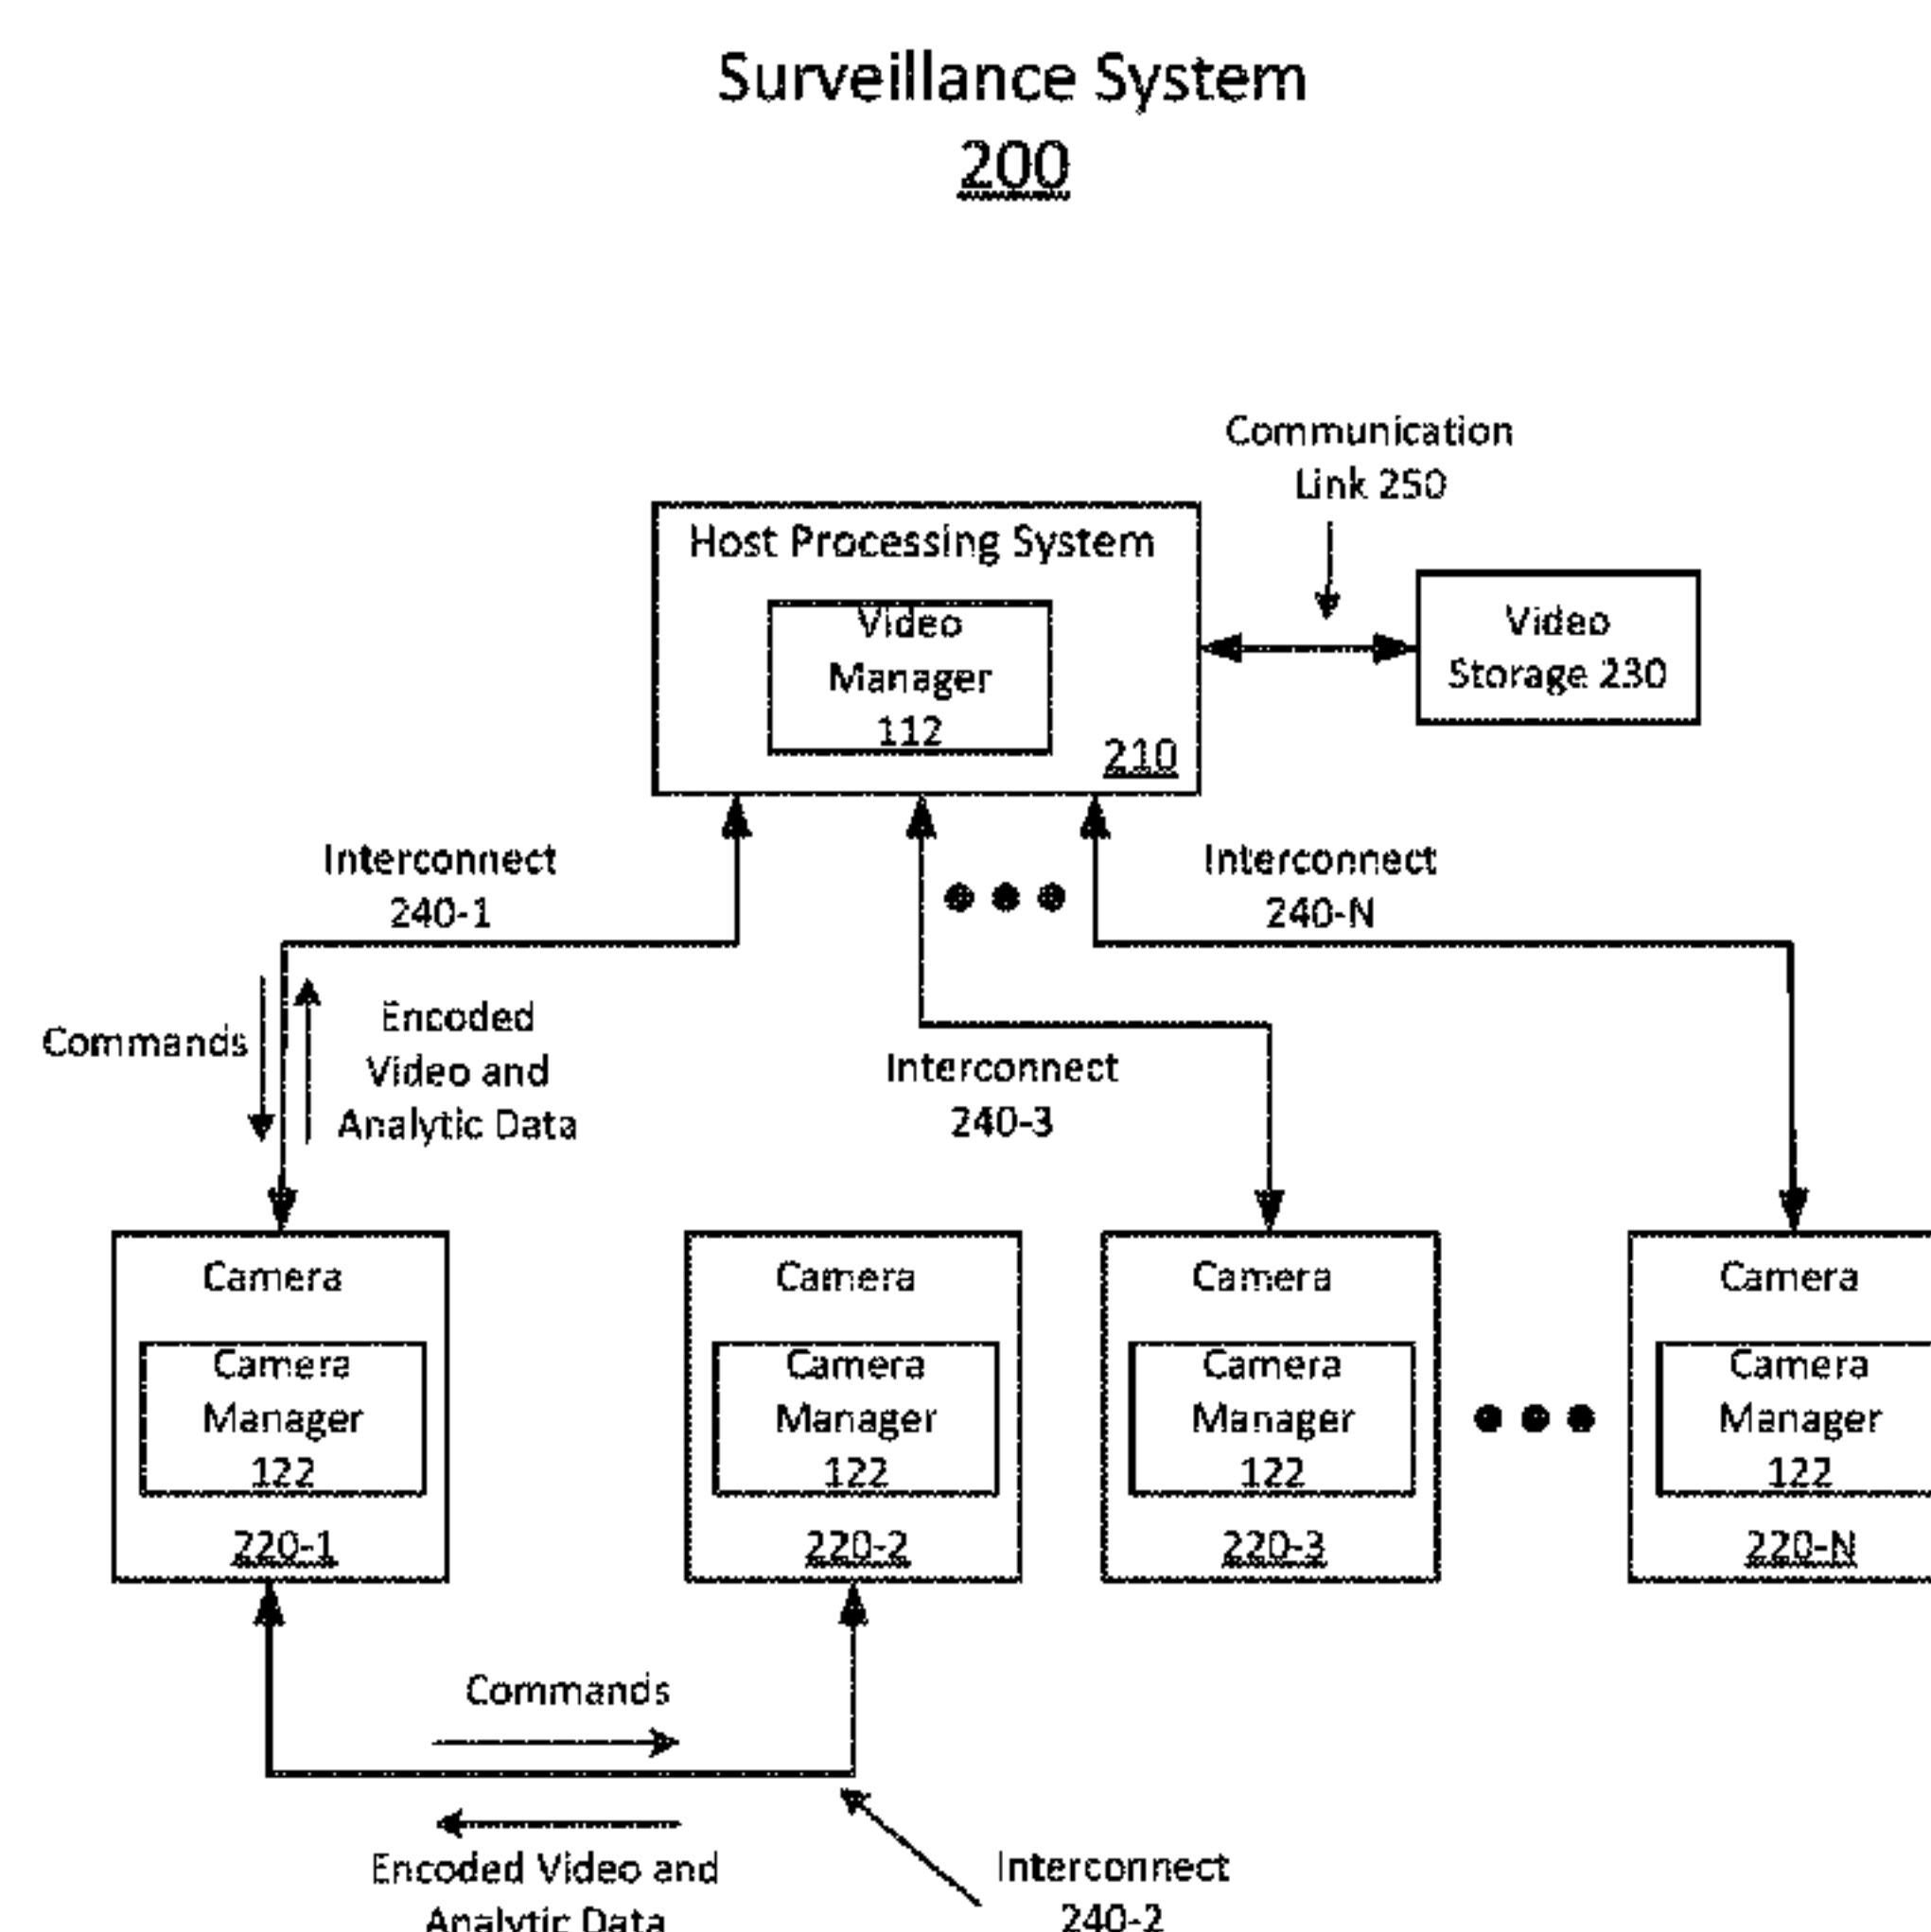 Surveillance System
200
Communication
Link 250
Host Processing System
Video
Manager
112
210
Video
Storage 230
Interconnect
240-1
Interconnect
240-N
Commands
Encoded
Video and
Analytic Data
Interconnect
240-3
Camera
Camera
Manager
122
220-1
Camera
Camera
Manager
122
220-2
Camera
Camera
Manager
122
220-3
Camera
Camera
Manager
122
220-N
Commands
Encoded Video and
Analytic Data
Interconnect
240-2